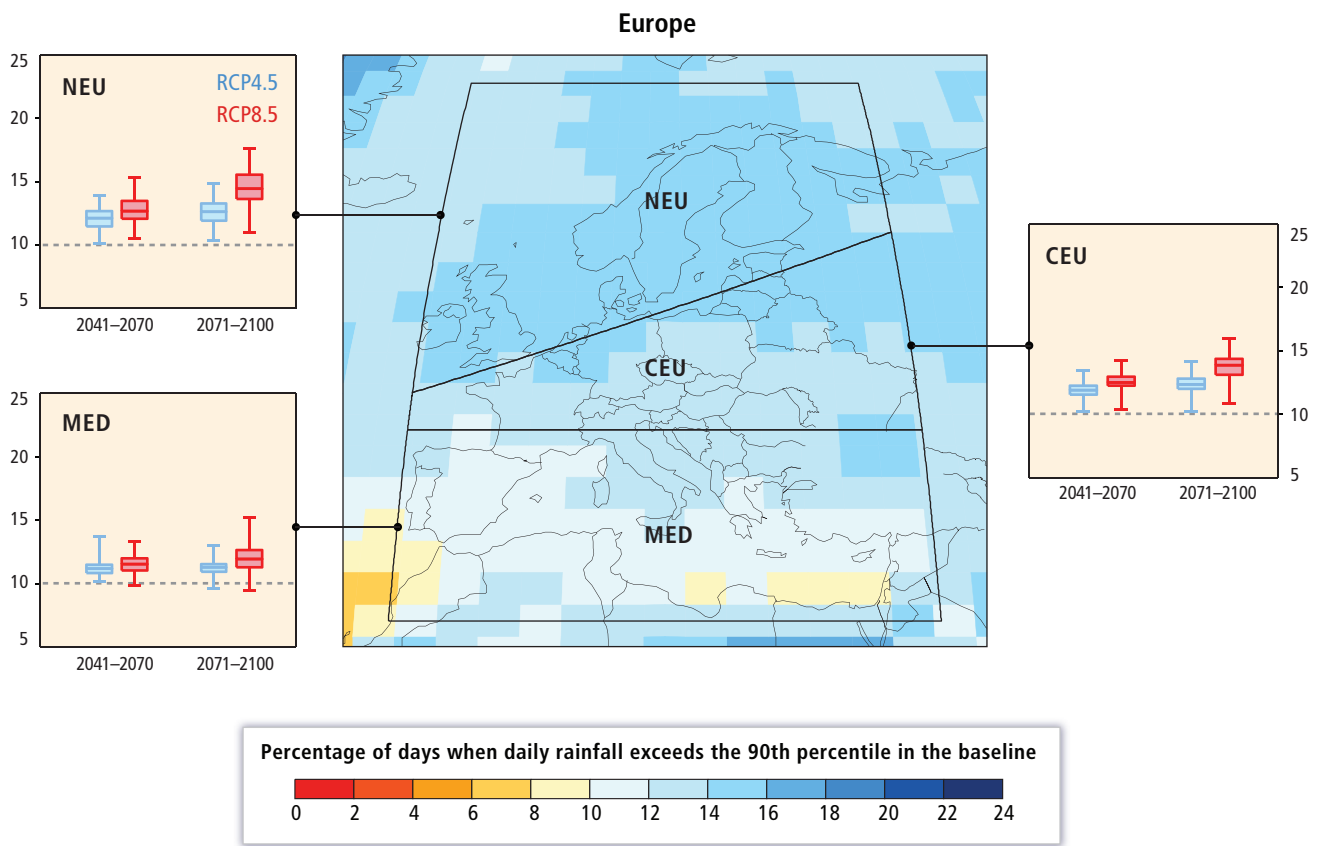 Europe
25
20
15
10
5
NEU
RCP4.5
RCP8.5
2041–2070 2071–2100
25
20
15
10
5
MED
2041–2070 2071–2100
NEU
CEU
MED
CEU
25
20
15
10
5
2041–2070 2071–2100
Percentage of days when daily rainfall exceeds the 90th percentile in the baseline
0 2 4 6 8 10 12 14 16 18 20 22 24